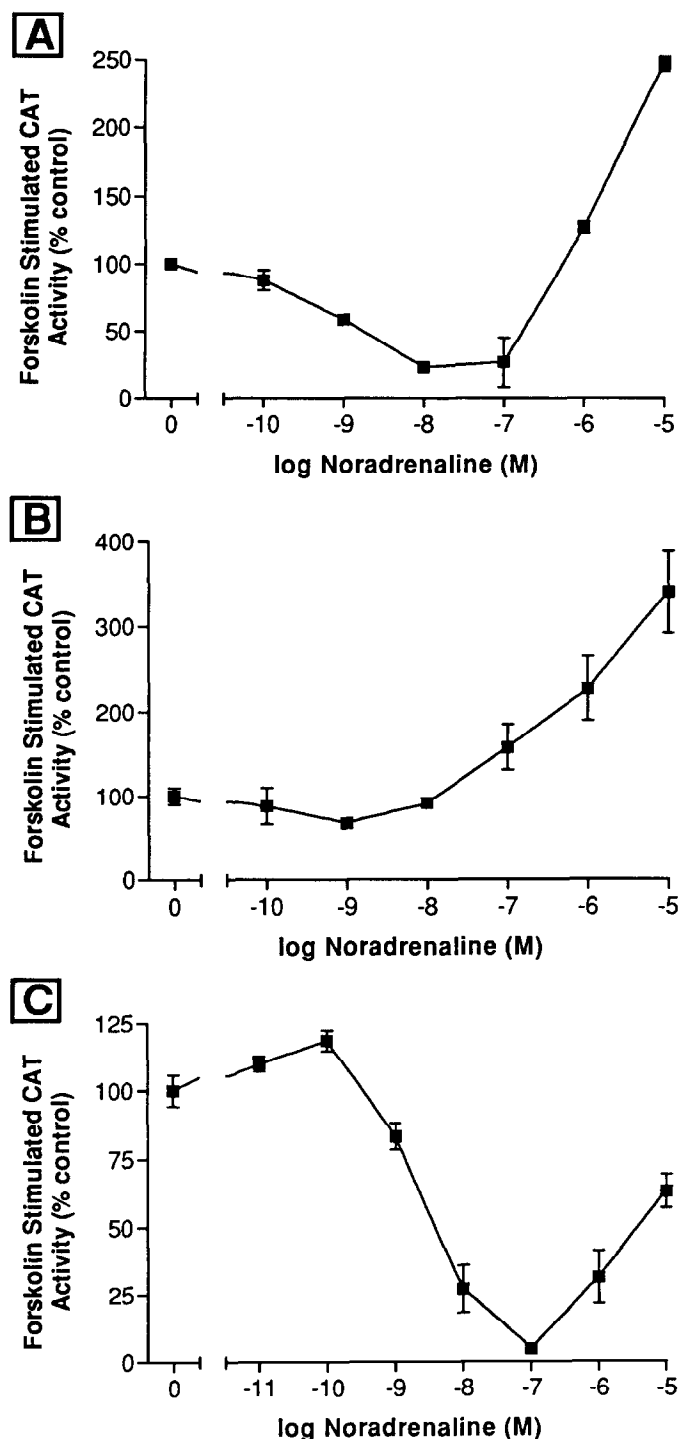 A
Forskolin Stimulated CAT
Activity (% control)
250
200
150
100
50
0
0 -10 -9 -8 -7 -6 -5
log Noradrenaline (M)
B
Forskolin Stimulated CAT
Activity (% control)
400
300
200
100
0
0 -10 -9 -8 -7 -6 -5
log Noradrenaline (M)
C
Forskolin Stimulated CAT
Activity (% control)
125
100
75
50
25
0
0 -11 -10 -9 -8 -7 -6 -5
log Noradrenaline (M)